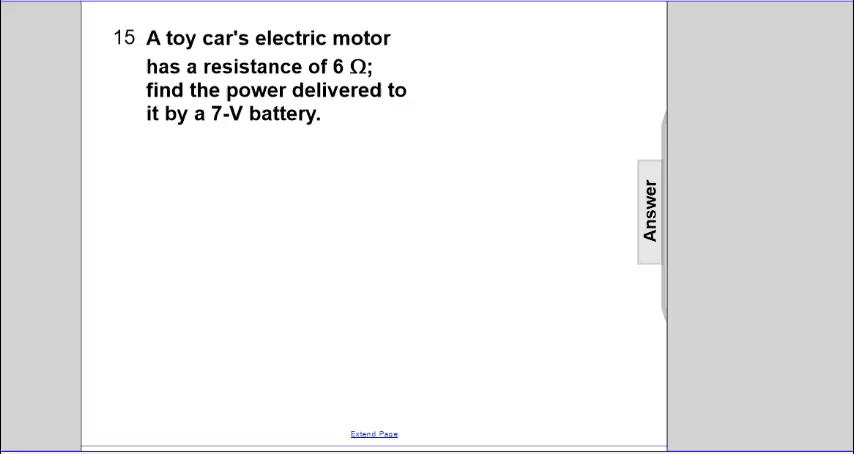 15 A toy car's electric motor
has a resistance of 6 Ω;
find the power delivered to
it by a 7-V battery.
Answer
Extend Page